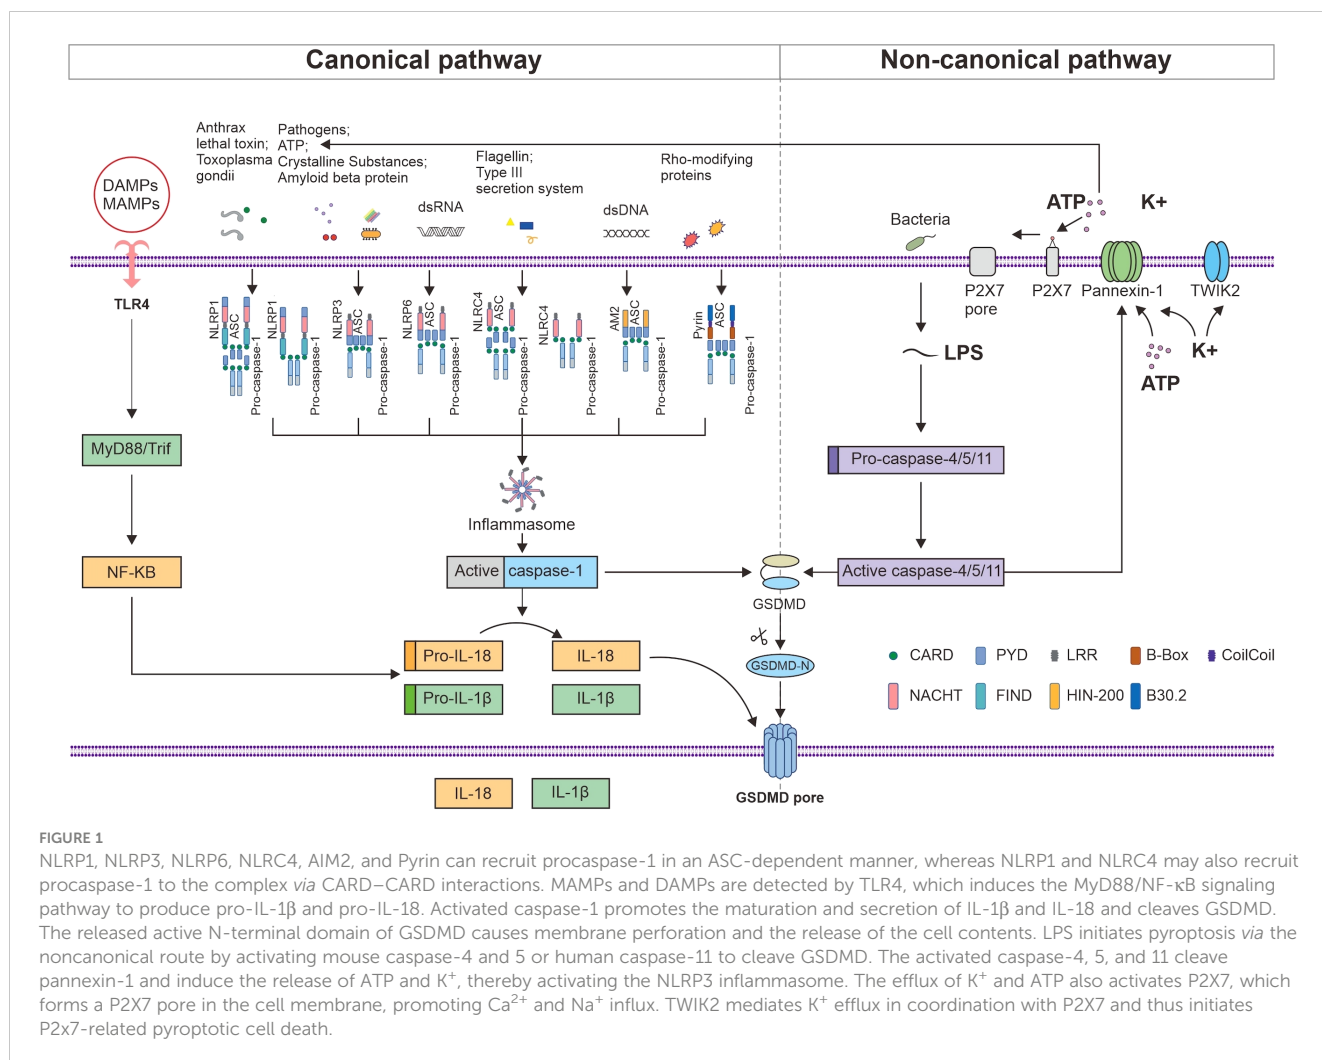 Canonical pathway
Non-canonical pathway
Anthrax
lethal toxin;
Toxoplasma
gondii
Pathogens;
ATP;
Crystalline Substances;
Amyloid beta protein
Flagellin;
Type III
secretion system
Rho-modifying
proteins
DAMPs
MAMPs
dsRNA
dsDNA
Bacteria
ATP
K+
TLR4
P2X7
pore
P2X7
Pannexin-1
TWIK2
NLRP1
ASC
Pro-caspase-1
NLRP1
Pro-caspase-1
NLRP3
ASC
Pro-caspase-1
NLRP6
ASC
Pro-caspase-1
NLRC4
ASC
Pro-caspase-1
NLRC4
Pro-caspase-1
AIM2
ASC
Pro-caspase-1
Pyrin
ASC
Pro-caspase-1
LPS
K+
ATP
MyD88/Trif
Pro-caspase-4/5/11
Inflammasome
NF-KB
Active caspase-1
Active caspase-4/5/11
GSDMD
Pro-IL-18
IL-18
GSDMD-N
Pro-IL-1β
IL-1β
CARD
PYD
LRR
B-Box
CoilCoil
NACHT
FIND
HIN-200
B30.2
IL-18
IL-1β
GSDMD pore
FIGURE 1
NLRP1, NLRP3, NLRP6, NLRC4, AIM2, and Pyrin can recruit procaspase-1 in an ASC-dependent manner, whereas NLRP1 and NLRC4 may also recruit
procaspase-1 to the complex via CARD–CARD interactions. MAMPs and DAMPs are detected by TLR4, which induces the MyD88/NF-κB signaling
pathway to produce pro-IL-1β and pro-IL-18. Activated caspase-1 promotes the maturation and secretion of IL-1β and IL-18 and cleaves GSDMD.
The released active N-terminal domain of GSDMD causes membrane perforation and the release of the cell contents. LPS initiates pyroptosis via the
noncanonical route by activating mouse caspase-4 and 5 or human caspase-11 to cleave GSDMD. The activated caspase-4, 5, and 11 cleave
pannexin-1 and induce the release of ATP and K⁺, thereby activating the NLRP3 inflammasome. The efflux of K⁺ and ATP also activates P2X7, which
forms a P2X7 pore in the cell membrane, promoting Ca²⁺ and Na⁺ influx. TWIK2 mediates K⁺ efflux in coordination with P2X7 and thus initiates
P2x7-related pyroptotic cell death.